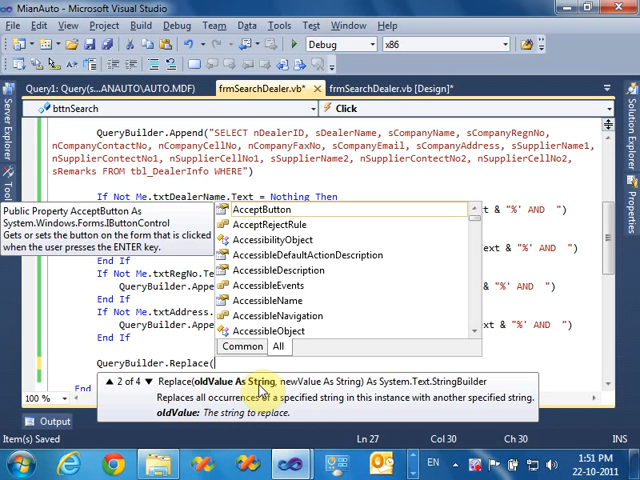 MianAuto - Microsoft Visual Studio
File Edit View Project Build Debug Team Data Tools Test Window Help
Debug x86
Query1: Query(s...ANAUTO\AUTO.MDF) frmSearchDealer.vb* frmSearchDealer.vb [Design]*
bttnSearch Click
Server Explorer
Solution Explorer
QueryBuilder.Append("SELECT nDealerID, sDealerName, sCompanyName, sCompanyRegnNo,
nCompanyContactNo, nCompanyCellNo, nCompanyFaxNo, sCompanyEmail, sCompanyAddress, sSupplierName1,
nSupplierContectNo1, nSupplierCell1, sSupplierName2, nSupplierContectNo2, nSupplierCellNo2,
sRemarks FROM tbl_DealerInfo WHERE")
Properties
If Not Me.txtDealerName.Text = Nothing Then
t & "%' AND ")
Public Property AcceptButton As
System.Windows.Forms.IButtonControl
Gets or sets the button on the form that is clicked
when the user presses the ENTER key.
AcceptButton
AcceptRejectRule
AccessibilityObject
AccessibleDefaultActionDescription
AccessibleDescription
AccessibleEvents
AccessibleName
AccessibleNavigation
AccessibleObject
Common All
& "%' AND ")
End If
If Not Me.txtRegNo.Te
QueryBuilder.Appe
& "%' AND ")
End If
If Not Me.txtAddress.
QueryBuilder.Appe
& "%' AND ")
End If
QueryBuilder.Replace(
2 of 4 Replace(oldValue As String, newValue As String) As System.Text.StringBuilder
Replaces all occurrences of a specified string in this instance with another specified string.
oldValue: The string to replace.
End
100 %
Output
Item(s) Saved Ln 27 Col 30 Ch 30 INS
EN
1:51 PM
22-10-2011